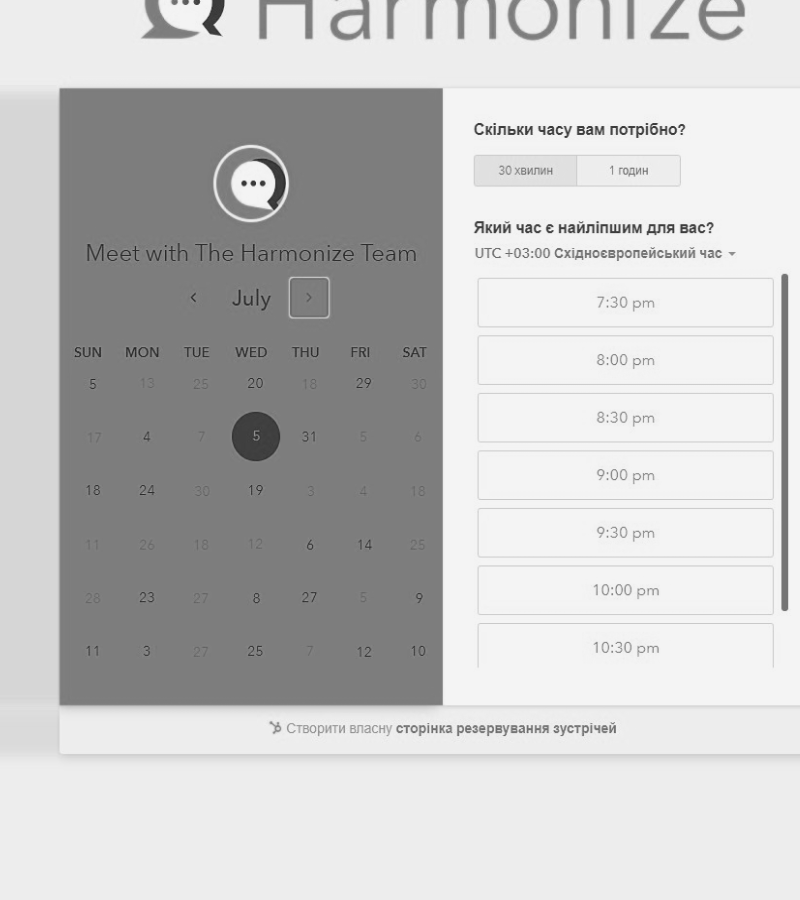 Harmonize
Meet with The Harmonize Team
July
SUN MON TUE WED THU FRI SAT
5 13 25 20 18 29 30
17 4 7 5 31 5 6
18 24 30 19 3 4 18
11 26 18 12 6 14 25
28 23 27 8 27 5 9
11 3 27 25 7 12 10
Скільки часу вам потрібно?
30 хвилин 1 годин
Який час є найліпшим для вас?
UTC +03:00 Східноєвропейський час
7:30 pm
8:00 pm
8:30 pm
9:00 pm
9:30 pm
10:00 pm
10:30 pm
Створити власну сторінка резервування зустрічей